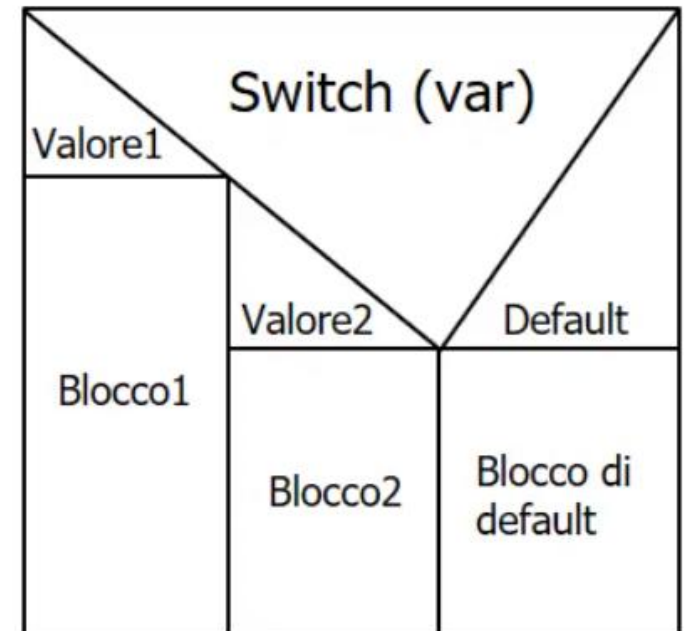 Switch (var)
Valore1
Valore2
Default
Blocco1
Blocco2
Blocco di
default